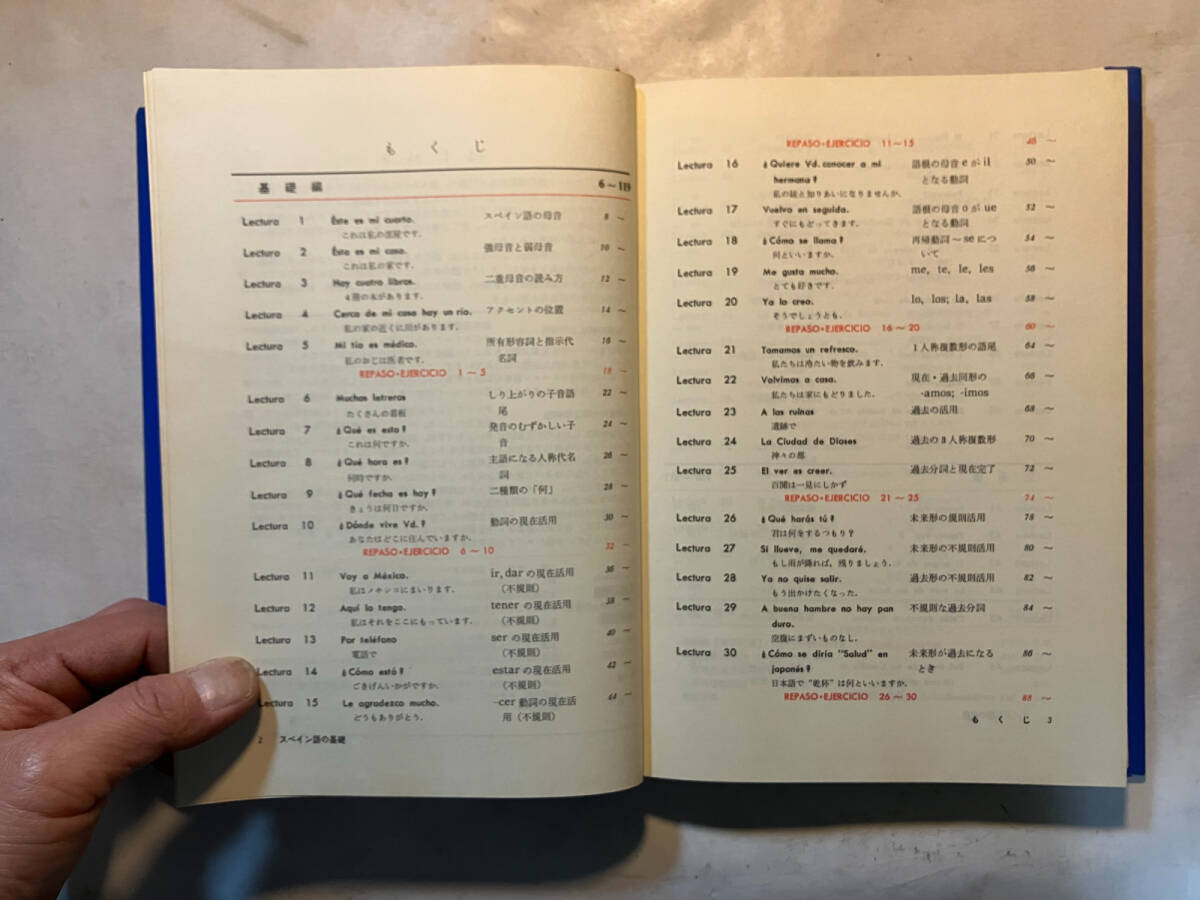 もくじ
基礎編 6～119
Lectura 1 Éste es mi cuarto. スペイン語の母音 8～
これは私の部屋です。
Lectura 2 Ésta es mi casa. 強母音と弱母音 10～
これは私の家です。
Lectura 3 Hay cuatro libros. 二重母音の読み方 12～
4冊の本があります。
Lectura 4 Cerca de mi casa hay un río. アクセントの位置 14～
私の家の近くに川があります。
Lectura 5 Mi tío es médico. 所有形容詞と指示代
私のおじは医者です。 名詞 16～
REPASO・EJERCICIO 1～5 18～
Lectura 6 Muchos letreros しり上がりの子音語 22～
たくさんの看板 尾
Lectura 7 ¿Qué es esto? 発音のむずかしい子 24～
これは何ですか。 音
Lectura 8 ¿Qué hora es? 主語になる人称代名 26～
何時ですか。 詞
Lectura 9 ¿Qué fecha es hoy? 二種類の「何」 28～
きょうは何日ですか。
Lectura 10 ¿Dónde vive Vd.? 動詞の現在活用 30～
あなたはどこに住んでいますか。
REPASO・EJERCICIO 6～10 32～
Lectura 11 Voy a México. ir, dar の現在活用 36～
私はメキシコにまいります。 (不規則)
Lectura 12 Aquí lo tengo. tener の現在活用 38～
私はそれをここにもっています。 (不規則)
Lectura 13 Por teléfono ser の現在活用 40～
電話で (不規則)
Lectura 14 ¿Cómo está? estar の現在活用 42～
ごきげんいかがですか。 (不規則)
Lectura 15 Le agradezco mucho. -cer 動詞の現在活 44～
どうもありがとう。 用(不規則)
2 スペイン語の基礎
REPASO・EJERCICIO 11～15 46～
Lectura 16 ¿Quiere Vd. conocer a mi 語根の母音 e が iI 50～
hermana? となる動詞
私の妹と知りあいになりませんか。
Lectura 17 Vuelvo en seguida. 語根の母音 o が ue 52～
すぐにもどってきます。 となる動詞
Lectura 18 ¿Cómo se llama? 再帰動詞～se につ 54～
何といいますか。 いて
Lectura 19 Me gusta mucho. me, te, le, les 56～
とても好きです。
Lectura 20 Ya lo creo. lo, los; la, las 58～
そうでしょうとも。
REPASO・EJERCICIO 16～20 60～
Lectura 21 Tomamos un refresco. 1人称複数形の語尾 64～
私たちは冷たい物を飲みます。
Lectura 22 Volvimos a casa. 現在・過去同形の 66～
私たちは家にもどりました。 -amos; -imos
Lectura 23 A las ruinas 過去の活用 68～
遺跡で
Lectura 24 La Ciudad de Dioses 過去の3人称複数形 70～
神々の都
Lectura 25 El ver es creer. 過去分詞と現在完了 72～
百聞は一見にしかず
REPASO・EJERCICIO 21～25 74～
Lectura 26 ¿Qué harás tú? 未来形の規則活用 78～
君は何をするつもり?
Lectura 27 Si llueve, me quedaré. 未来形の不規則活用 80～
もし雨が降れば、残りましょう。
Lectura 28 Ya no quise salir. 過去形の不規則活用 82～
もう出かけたくなった。
Lectura 29 A buena hambre no hay pan 不規則な過去分詞 84～
duro.
空腹にまずいものなし。
Lectura 30 ¿Cómo se diría "Salud" en 未来形が過去になる 86～
japonés? とき
日本語で"乾杯"は何といいますか。
REPASO・EJERCICIO 26～30 88～
もくじ 3